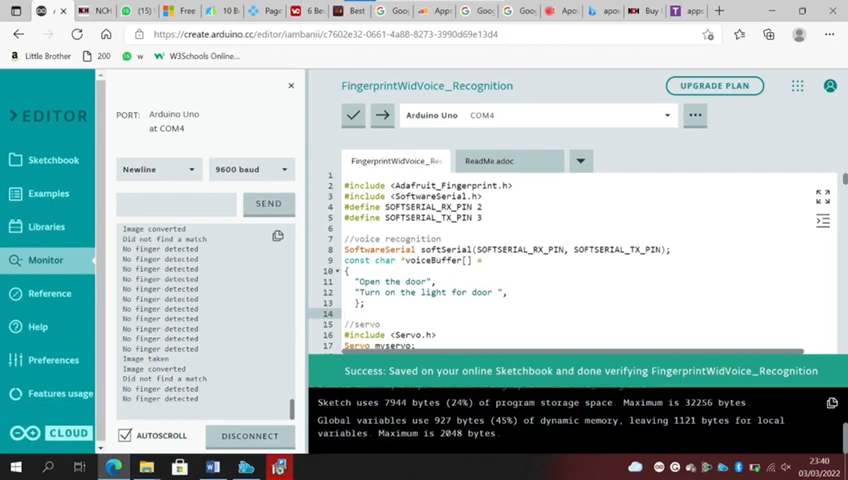 NCH
(15)
Free
10 B
Page
6 Be
Best
Goo
App
Goo
Goo
Apo
apow
Buy
apps
https://create.arduino.cc/editor/iambanii/c7602e32-0661-4a88-8273-3990d69e13d4
Little Brother
200
w
W3Schools Online...
EDITOR
Sketchbook
Examples
Libraries
Monitor
Reference
Help
Preferences
Features usage
CLOUD
PORT: Arduino Uno
at COM4
Newline
9600 baud
SEND
Image converted
Did not find a match
No finger detected
No finger detected
No finger detected
No finger detected
No finger detected
No finger detected
No finger detected
No finger detected
No finger detected
No finger detected
Image taken
Image converted
Did not find a match
No finger detected
No finger detected
AUTOSCROLL
DISCONNECT
FingerprintWidVoice_Recognition
UPGRADE PLAN
Arduino Uno COM4
FingerprintWidVoice_Rec
ReadMe.adoc
1
2 #include <Adafruit_Fingerprint.h>
3 #include <SoftwareSerial.h>
4 #define SOFTSERIAL_RX_PIN 2
5 #define SOFTSERIAL_TX_PIN 3
6
7 //voice recognition
8 SoftwareSerial softSerial(SOFTSERIAL_RX_PIN, SOFTSERIAL_TX_PIN);
9 const char *voiceBuffer[] =
10 {
11 "Open the door",
12 "Turn on the light for door ",
13 };
14
15 //servo
16 #include <Servo.h>
17 Servo myservo;
Success: Saved on your online Sketchbook and done verifying FingerprintWidVoice_Recognition
Sketch uses 7944 bytes (24%) of program storage space. Maximum is 32256 bytes.
Global variables use 927 bytes (45%) of dynamic memory, leaving 1121 bytes for local
variables. Maximum is 2048 bytes.
23:40
03/03/2022